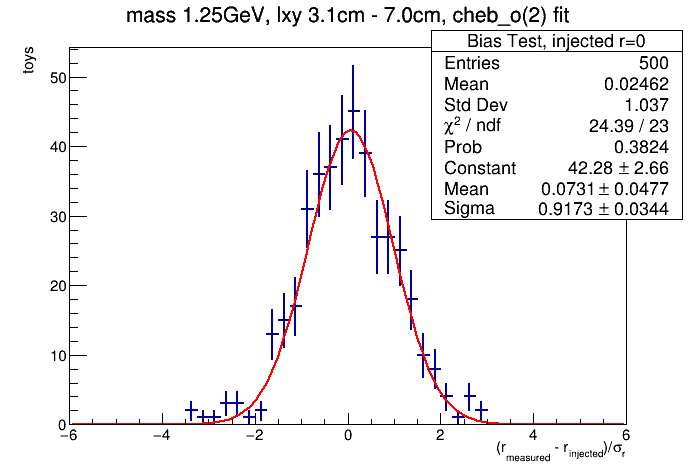 mass 1.25GeV, lxy 3.1cm - 7.0cm, cheb_o(2) fit
toys
Bias Test, injected r=0
Entries 500
Mean 0.02462
Std Dev 1.037
χ² / ndf 24.39 / 23
Prob 0.3824
Constant 42.28 ± 2.66
Mean 0.0731 ± 0.0477
Sigma 0.9173 ± 0.0344
50
40
30
20
10
0
−6 −4 −2 0 2 4 6
(r_measured - r_injected)/σ_r